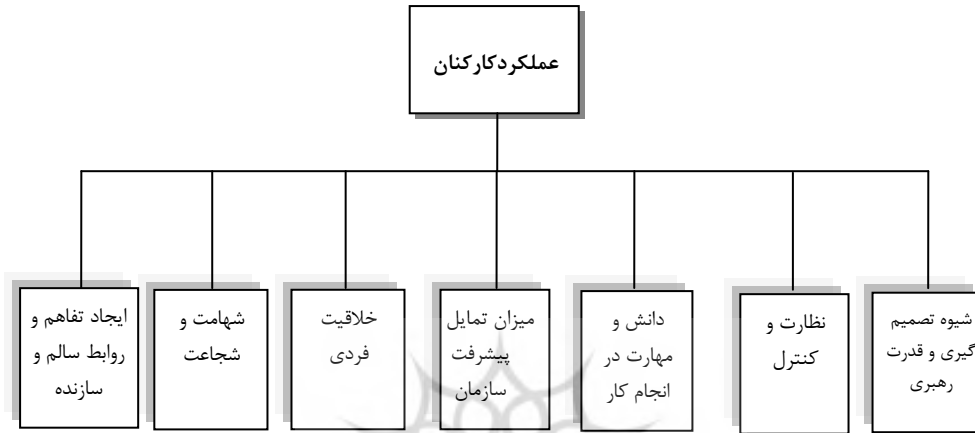 عملکردکارکنان
شیوه تصمیم
گیری و قدرت
رهبری
نظارت و
کنترل
دانش و
مهارت در
انجام کار
میزان تمایل
پیشرفت
سازمان
خلاقیت
فردی
شهامت و
شجاعت
ایجاد تفاهم و
روابط سالم و
سازنده